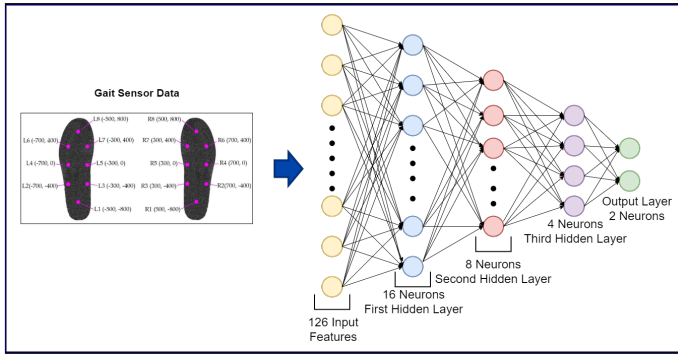 Gait Sensor Data
L8 (-500, 800)
R8 (500, 800)
L6 (-700, 400)
L7 (-300, 400)
R7 (300, 400)
R6 (700, 400)
L4 (-700, 0)
L5 (-300, 0)
R5 (300, 0)
R4 (700, 0)
L2(-700, -400)
L3 (-300, -400)
R3 (300, -400)
R2(700, -400)
L1 (-500, -800)
R1 (500, -800)
126 Input
Features
16 Neurons
First Hidden Layer
8 Neurons
Second Hidden Layer
4 Neurons
Third Hidden Layer
Output Layer
2 Neurons